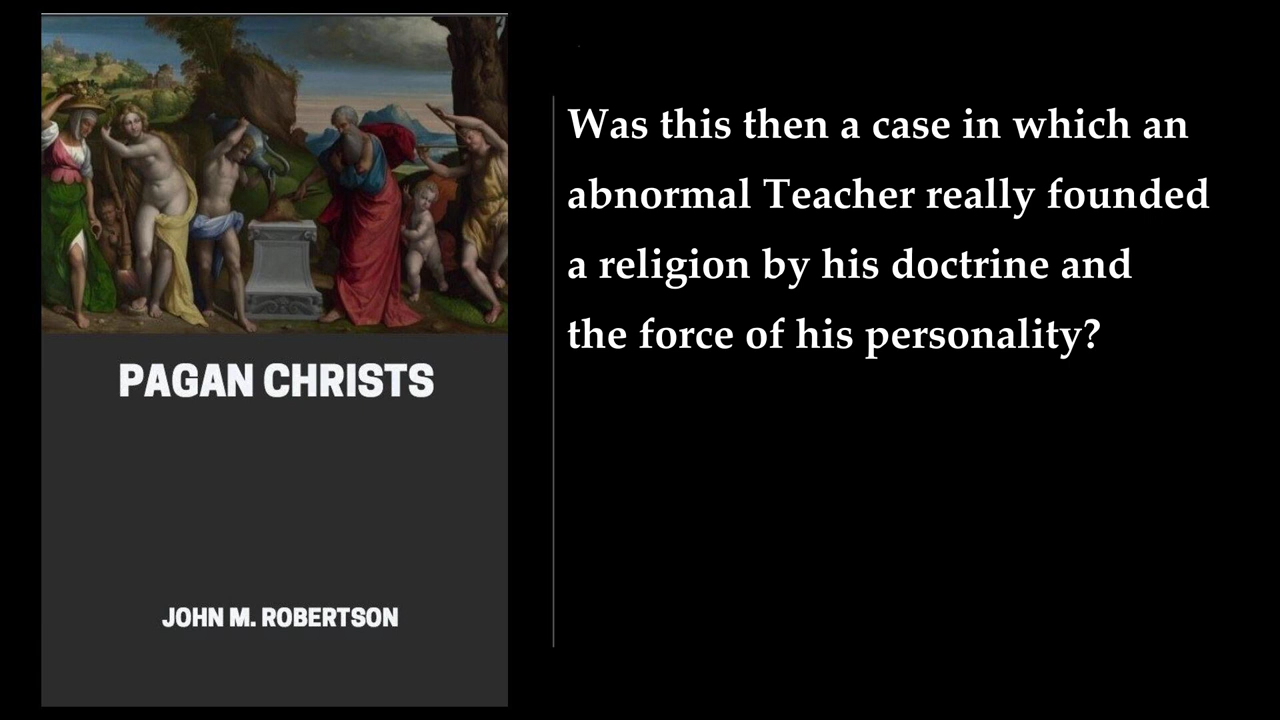 PAGAN CHRISTS
JOHN M. ROBERTSON
Was this then a case in which an
abnormal Teacher really founded
a religion by his doctrine and
the force of his personality?